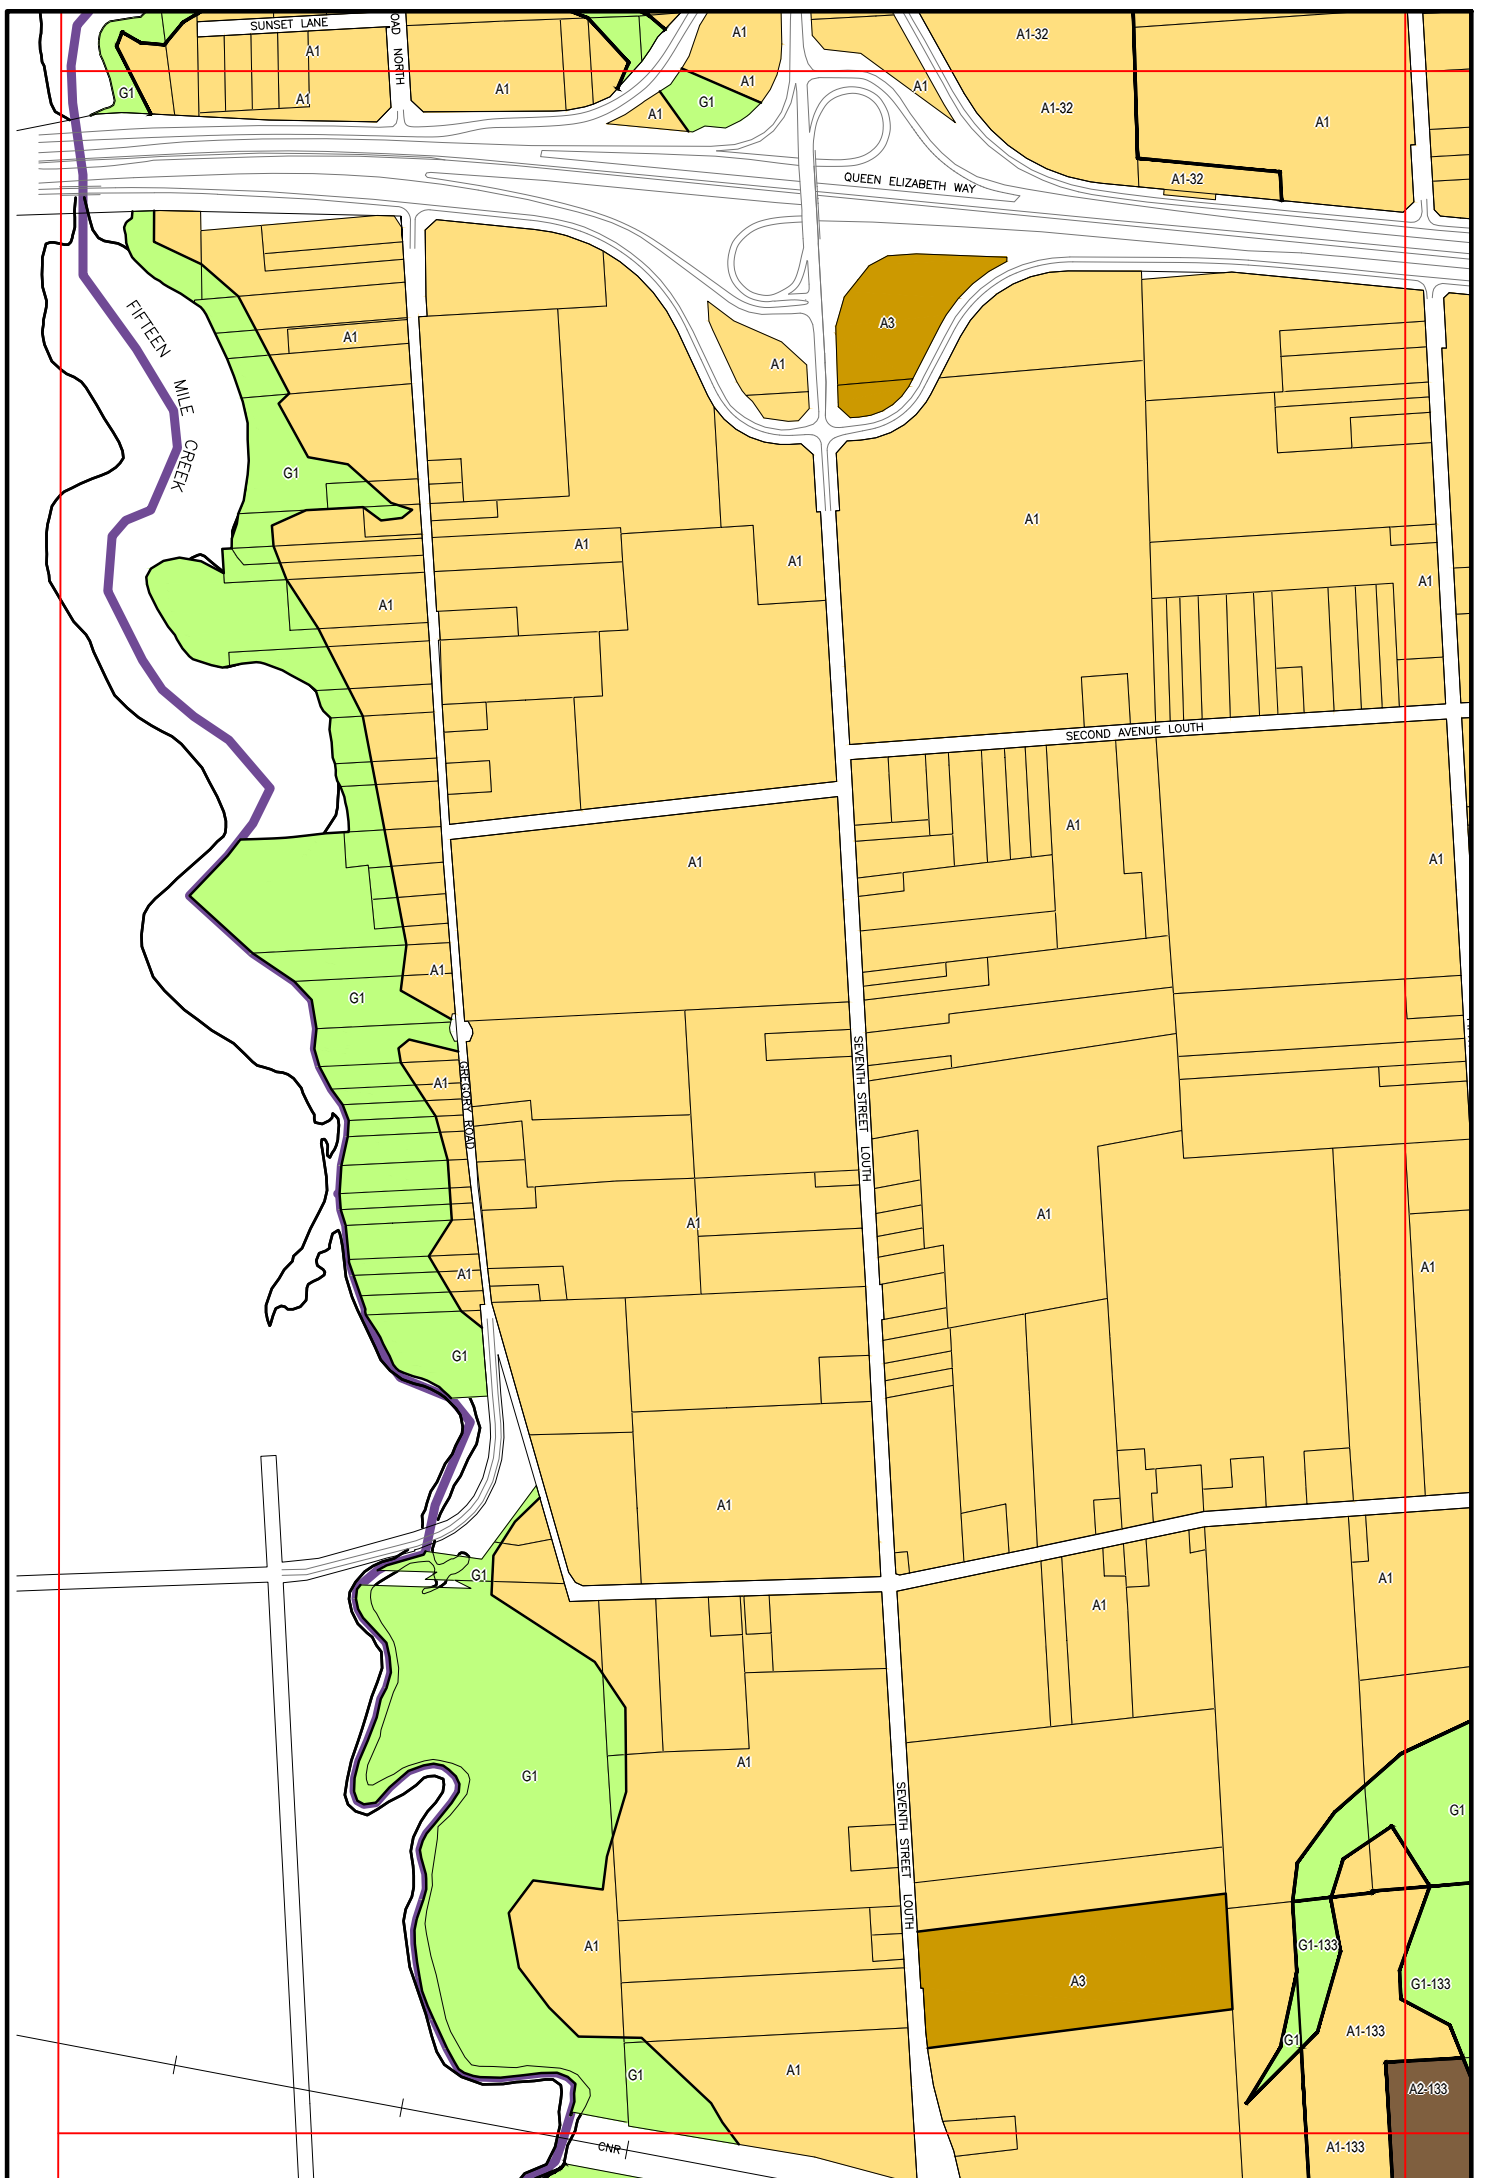 SUNSET LANE
OAD NORTH
A1
A1
A1
A1
A1
A1
A1
G1
G1
A1-32
A1-32
A1
A1-32
QUEEN ELIZABETH WAY
FIFTEEN MILE CREEK
A1
A3
A1
G1
A1
A1
A1
A1
A1
SECOND AVENUE LOUTH
A1
A1
A1
A1
G1
SEVENTH STREET LOUTH
GREGORY ROAD
A1
A1
A1
A1
A1
G1
A1
G1
A1
A1
G1
A1
SEVENTH STREET LOUTH
G1
A1
G1-133
A3
G1-133
A1-133
G1
G1
A1
A2-133
CNR
A1-133